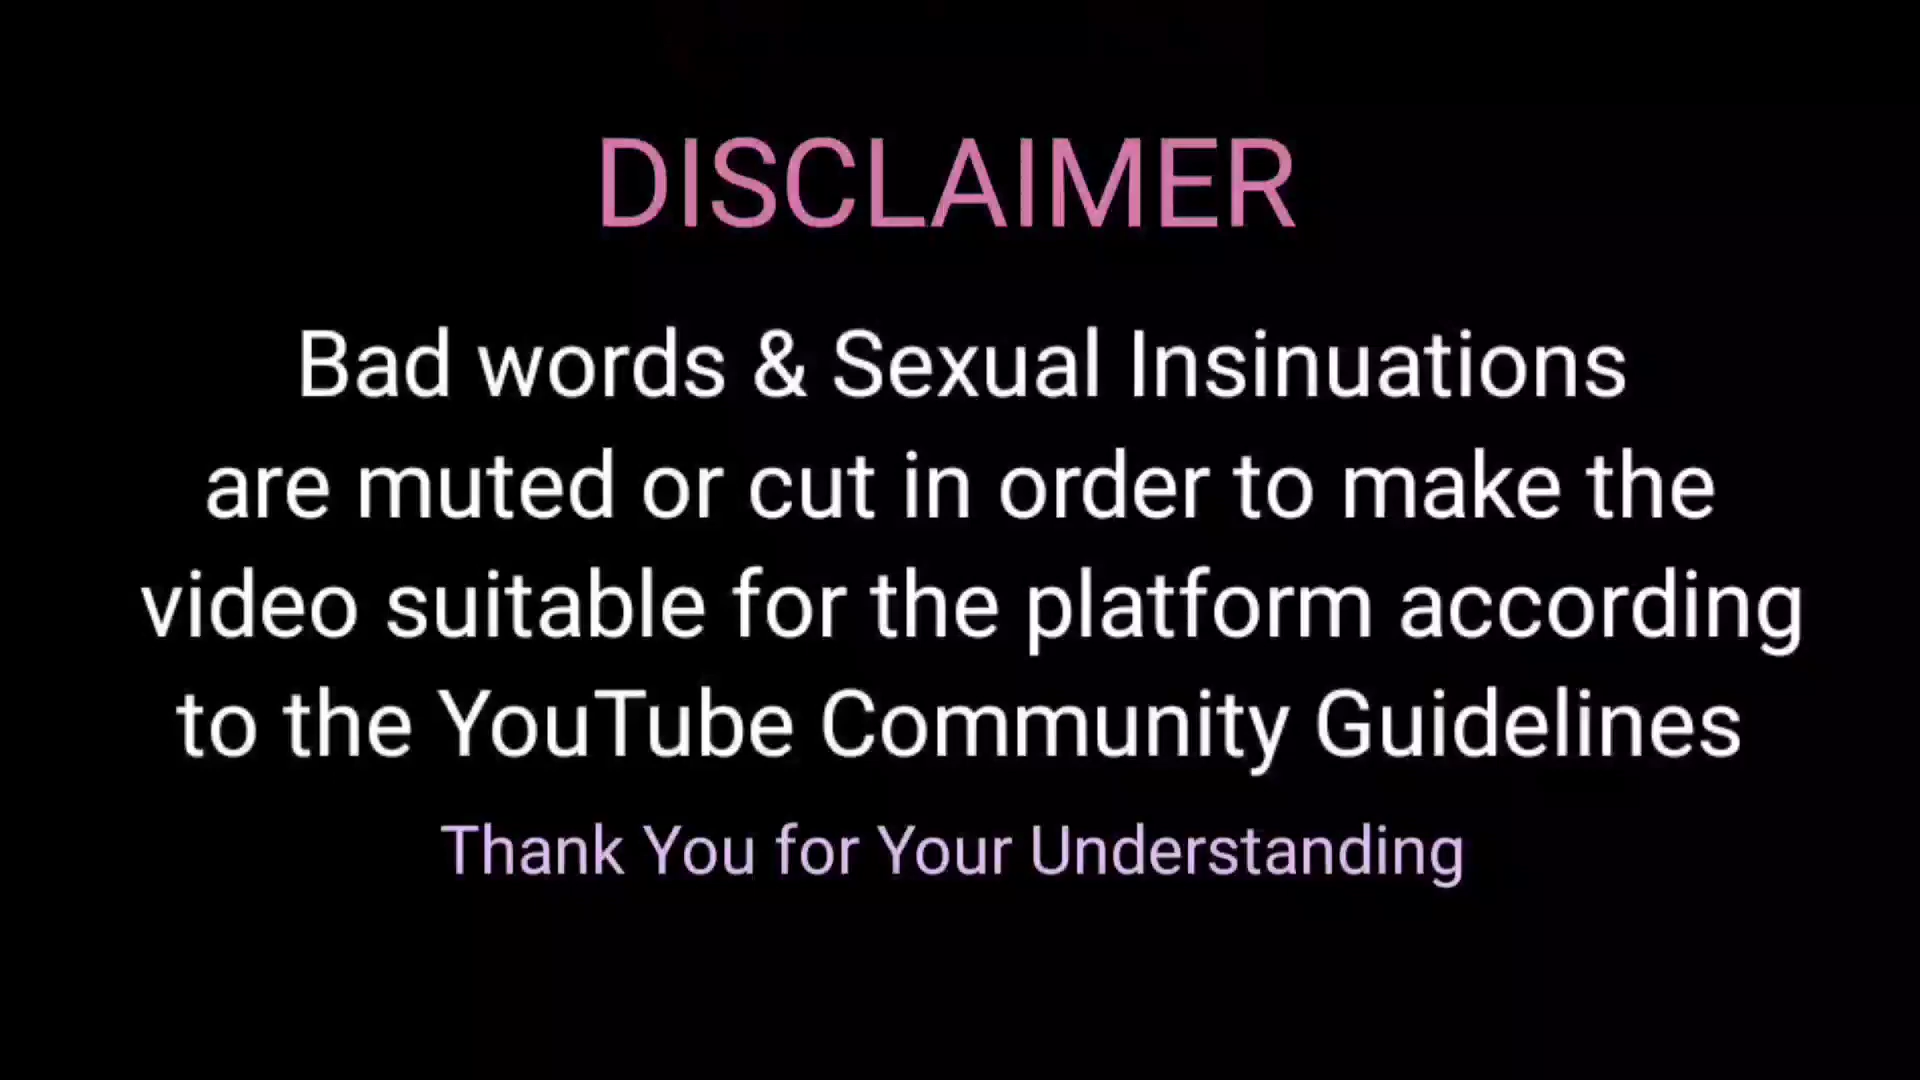 DISCLAIMER
Bad words & Sexual Insinuations
are muted or cut in order to make the
video suitable for the platform according
to the YouTube Community Guidelines
Thank You for Your Understanding